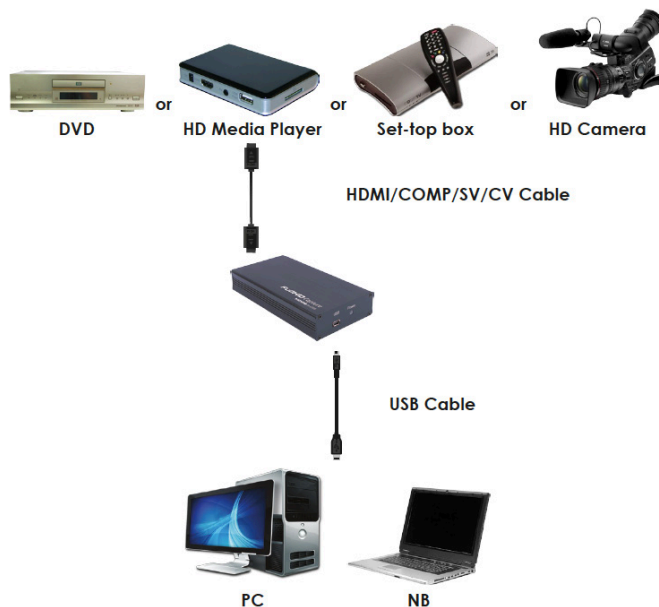 or
or
or
DVD
HD Media Player
Set-top box
HD Camera
HDMI/COMP/SV/CV Cable
USB Cable
PC
NB